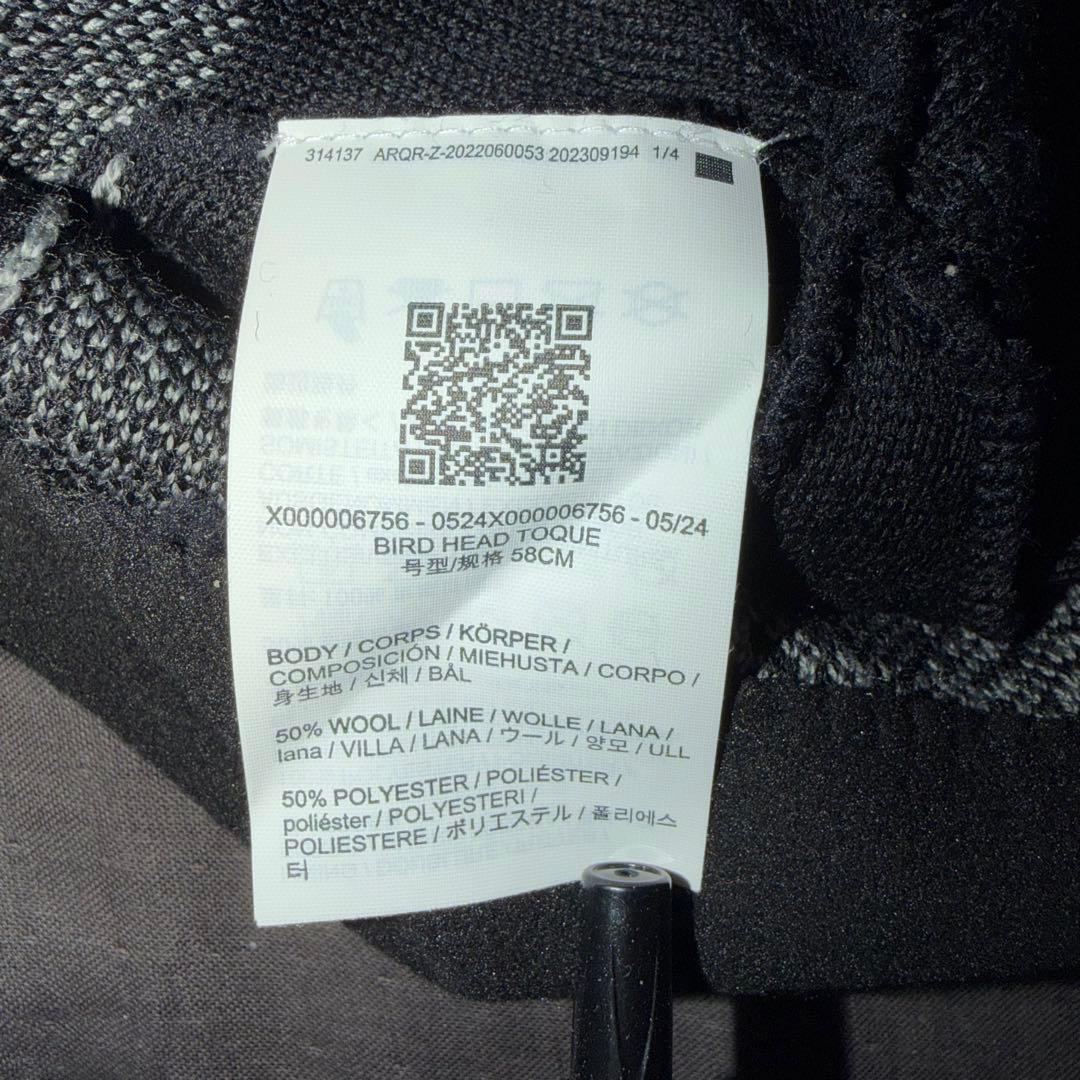 314137 ARQR-Z-2022060053 202309194 1/4
X000006756 - 0524X000006756 - 05/24
BIRD HEAD TOQUE
号型/规格 58CM
BODY / CORPS / KÖRPER /
COMPOSICIÓN / MIEHUSTA / CORPO /
身生地 / 신체 / BÅL
50% WOOL / LAINE / WOLLE / LANA /
lana / VILLA / LANA / ウール / 양모 / ULL
50% POLYESTER / POLIÉSTER /
poliéster / POLYESTERI /
POLIESTERE / ポリエステル / 폴리에스
터